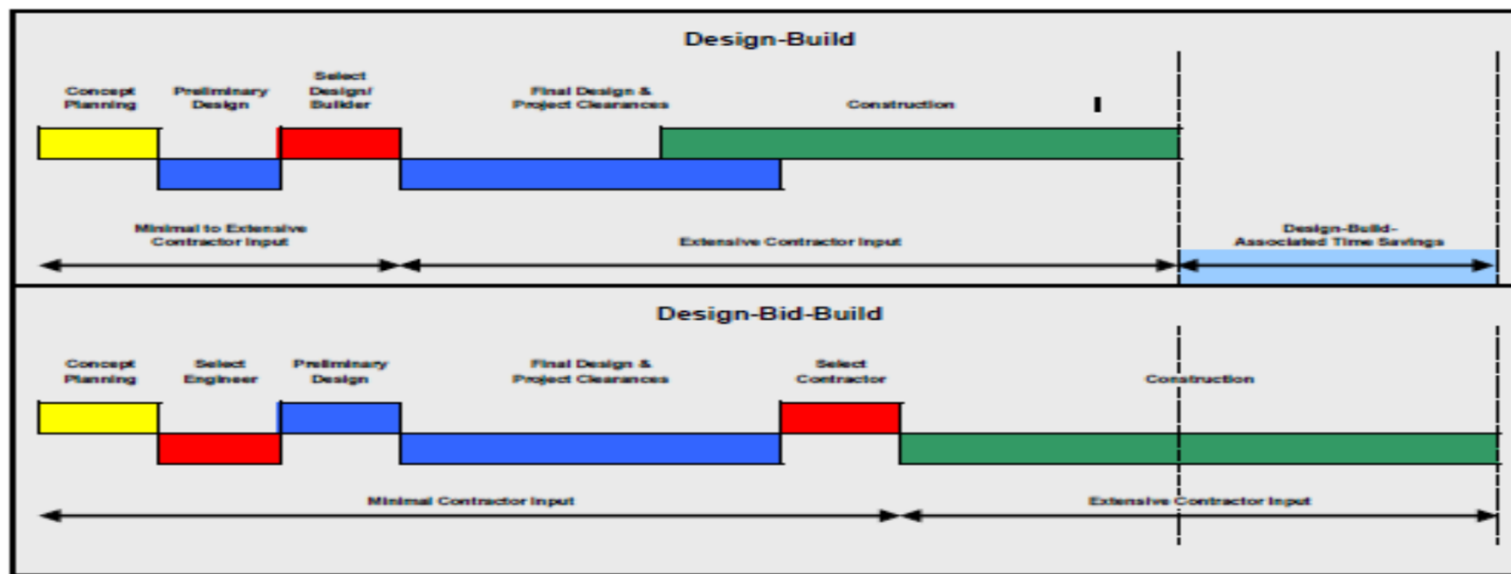 Design-Build
Concept
Planning
Preliminary
Design
Select
Design/
Builder
Final Design &
Project Clearances
Construction
Minimal to Extensive
Contractor Input
Extensive Contractor Input
Design-Build-
Associated Time Savings
Design-Bid-Build
Concept
Planning
Select
Engineer
Preliminary
Design
Final Design &
Project Clearances
Select
Contractor
Construction
Minimal Contractor Input
Extensive Contractor Input